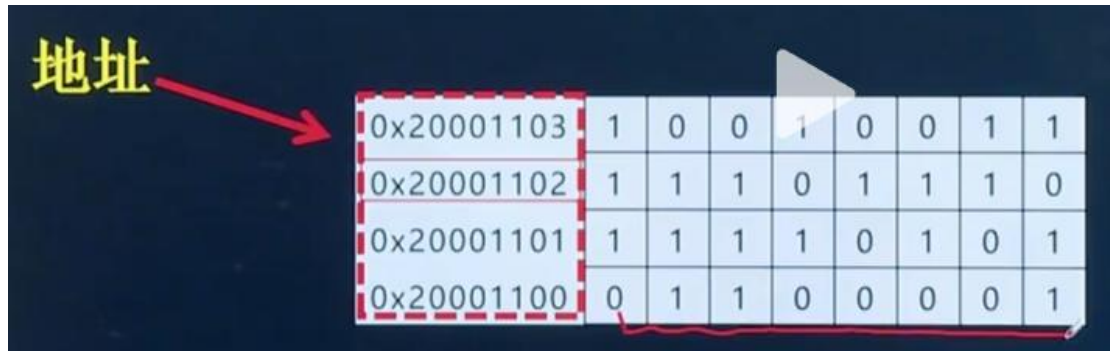 地址
0x20001103 1 0 0 1 0 0 1 1
0x20001102 1 1 1 0 1 1 1 0
0x20001101 1 1 1 1 0 1 0 1
0x20001100 0 1 1 0 0 0 0 1